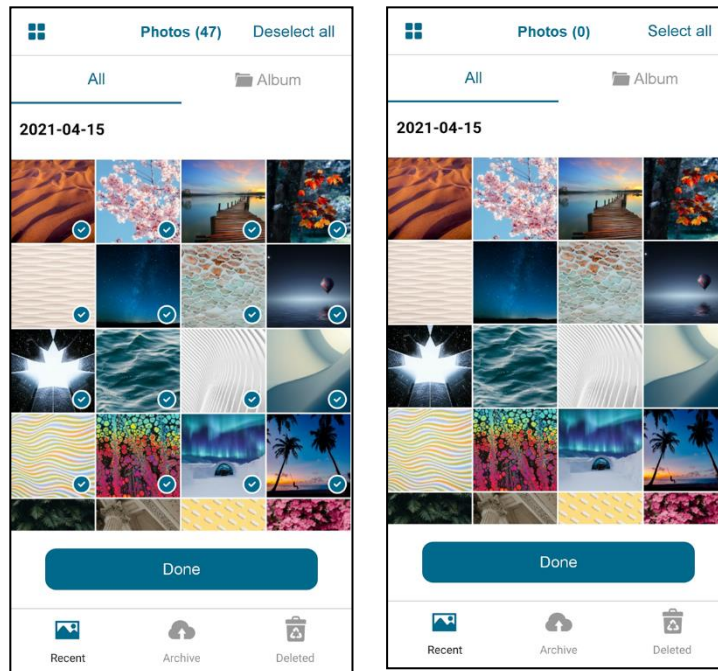 Photos (47) Deselect all
All Album
2021-04-15
Done
Recent Archive Deleted
Photos (0) Select all
All Album
2021-04-15
Done
Recent Archive Deleted